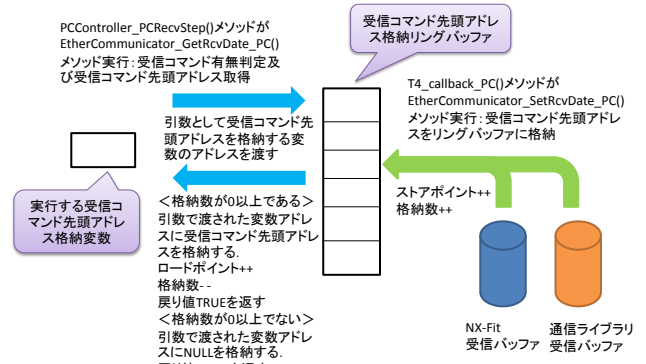 PCController_PCRecvStep()メソッドが
EtherCommunicator_GetRcvDate_PC()
メソッド実行：受信コマンド有無判定及
び受信コマンド先頭アドレス取得
受信コマンド先頭アドレ
ス格納リングバッファ
T4_callback_PC()メソッドが
EtherCommunicator_SetRcvDate_PC()
メソッド実行：受信コマンド先頭アドレ
スをリングバッファに格納
引数として受信コマンド先
頭アドレスを格納する変
数のアドレスを渡す
実行する受信コ
マンド先頭アドレ
ス格納変数
＜格納数が0以上である＞
引数で渡された変数アドレ
スに受信コマンド先頭アドレ
スを格納する.
ロードポイント++
格納数--
戻り値TRUEを返す
＜格納数が0以上でない＞
引数で渡された変数アドレ
スにNULLを格納する.
ストアポイント++
格納数++
NX-Fit
受信バッファ
通信ライブラリ
受信バッファ